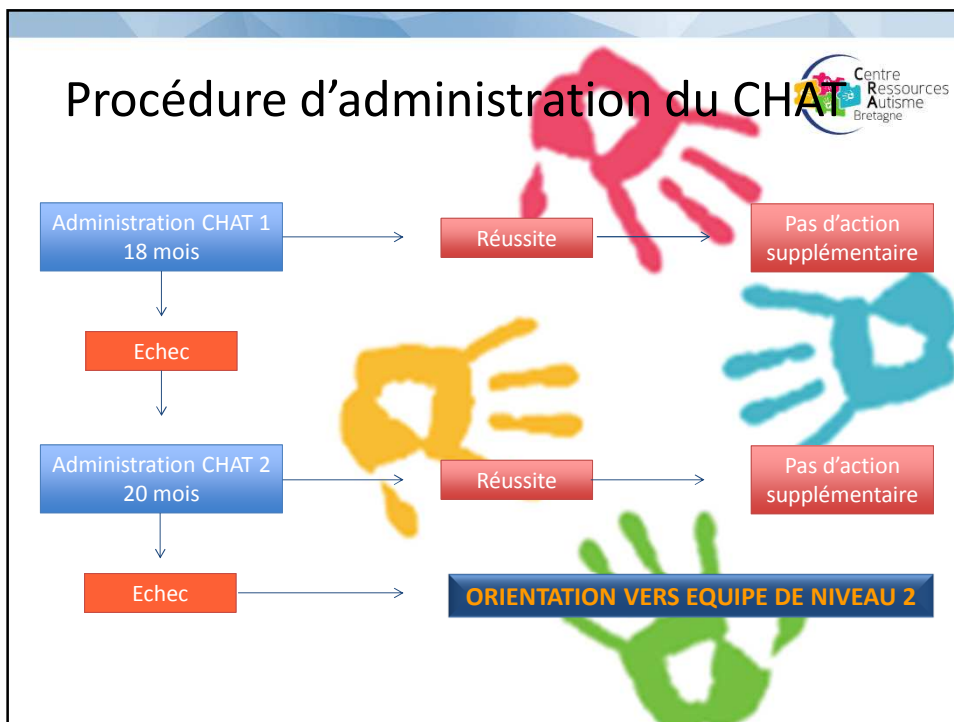 Procédure d'administration du CHAT
Centre
Ressources
Autisme
Bretagne
Administration CHAT 1
18 mois
Réussite
Pas d'action
supplémentaire
Echec
Administration CHAT 2
20 mois
Réussite
Pas d'action
supplémentaire
Echec
ORIENTATION VERS EQUIPE DE NIVEAU 2